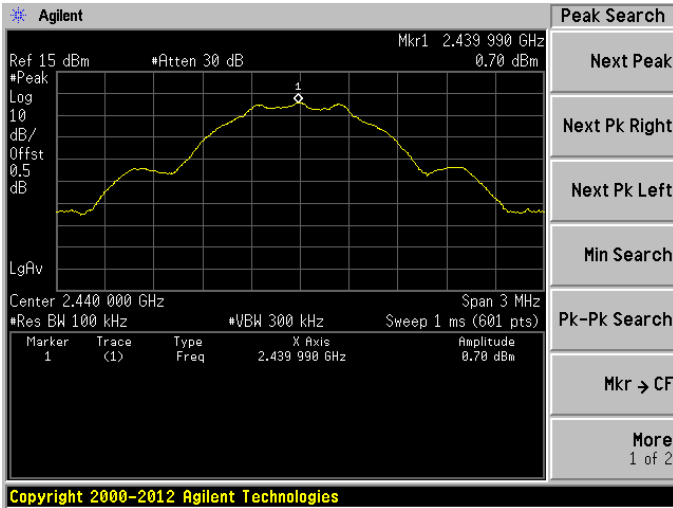 Agilent
Peak Search
Mkr1 2.439 990 GHz
Ref 15 dBm #Atten 30 dB 0.70 dBm
#Peak
Log
10
dB/
Offst
0.5
dB
LgAv
1
Center 2.440 000 GHz Span 3 MHz
#Res BW 100 kHz #VBW 300 kHz Sweep 1 ms (601 pts)
Marker Trace Type X Axis Amplitude
1 (1) Freq 2.439 990 GHz 0.70 dBm
Next Peak
Next Pk Right
Next Pk Left
Min Search
Pk-Pk Search
Mkr → CF
More
1 of 2
Copyright 2000-2012 Agilent Technologies